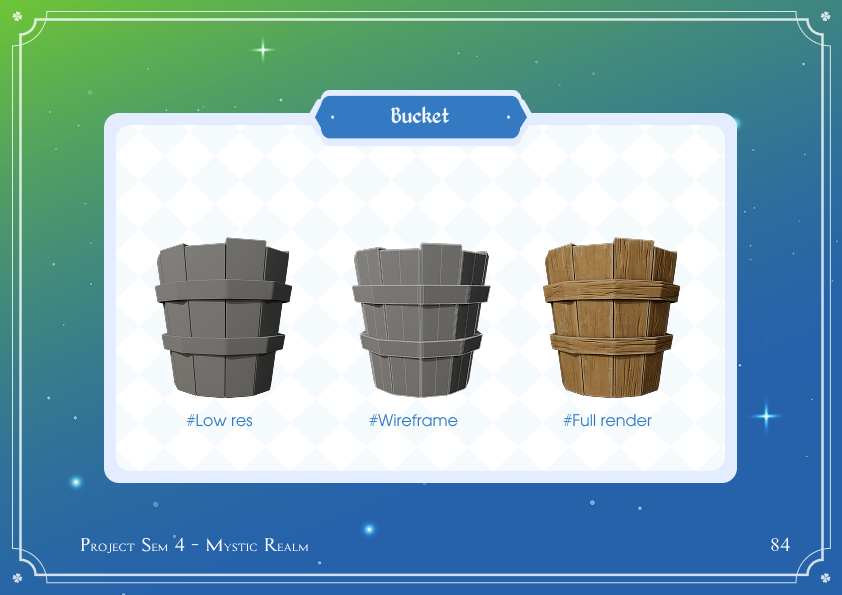 Bucket
#Low res
#Wireframe
#Full render
Project Sem 4 - Mystic Realm
84